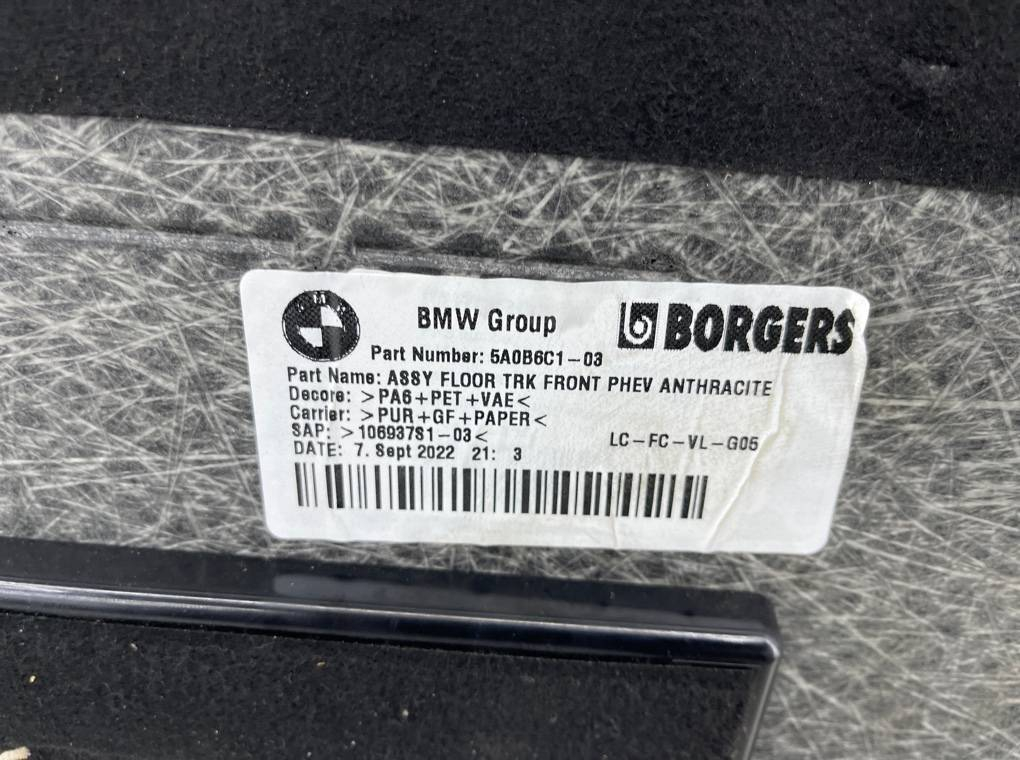 BMW
BMW Group
BORGERS
Part Number: 5A0B6C1-03
Part Name: ASSY FLOOR TRK FRONT PHEV ANTHRACITE
Decore: >PA6+PET+VAE<
Carrier: >PUR+GF+PAPER<
SAP: >10693781-03<
LC-FC-VL-G05
DATE: 7. Sept 2022 21: 3